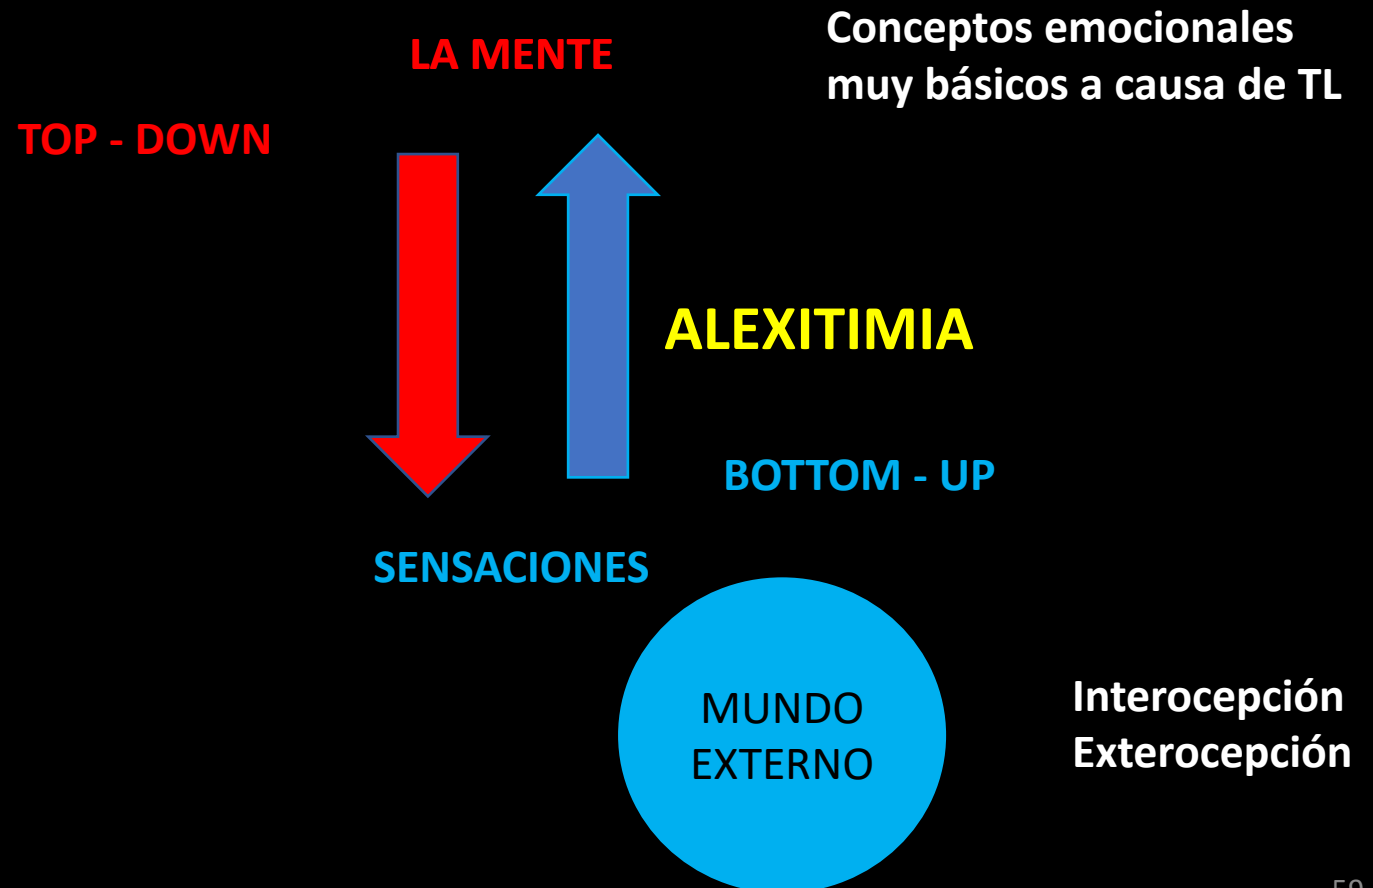 LA MENTE
Conceptos emocionales
muy básicos a causa de TL
TOP - DOWN
ALEXITIMIA
BOTTOM - UP
SENSACIONES
MUNDO
EXTERNO
Interocepción
Exterocepción